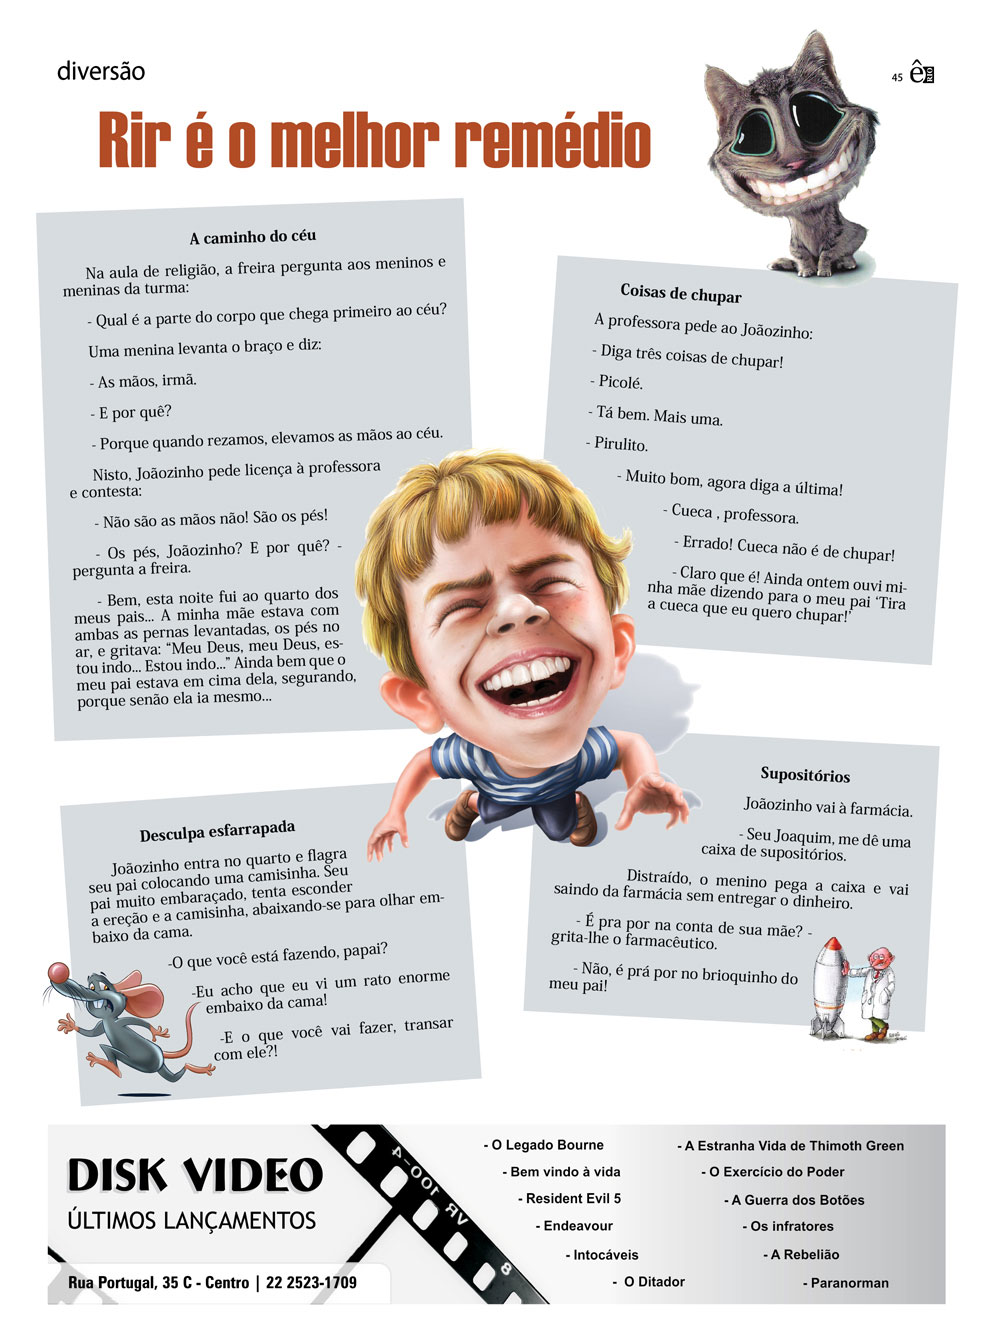 diversão
45 ê
Rir é o melhor remédio
A caminho do céu
Na aula de religião, a freira pergunta aos meninos e
meninas da turma:
- Qual é a parte do corpo que chega primeiro ao céu?
Uma menina levanta o braço e diz:
- As mãos, irmã.
- E por quê?
- Porque quando rezamos, elevamos as mãos ao céu.
Nisto, Joãozinho pede licença à professora
e contesta:
- Não são as mãos não! São os pés!
- Os pés, Joãozinho? E por quê? -
pergunta a freira.
- Bem, esta noite fui ao quarto dos
meus pais... A minha mãe estava com
ambas as pernas levantadas, os pés no
ar, e gritava: “Meu Deus, meu Deus, es-
tou indo... Estou indo...” Ainda bem que o
meu pai estava em cima dela, segurando,
porque senão ela ia mesmo...
Coisas de chupar
A professora pede ao Joãozinho:
- Diga três coisas de chupar!
- Picolé.
- Tá bem. Mais uma.
- Pirulito.
- Muito bom, agora diga a última!
- Cueca , professora.
- Errado! Cueca não é de chupar!
- Claro que é! Ainda ontem ouvi mi-
nha mãe dizendo para o meu pai ‘Tira
a cueca que eu quero chupar!’
Desculpa esfarrapada
Joãozinho entra no quarto e flagra
seu pai colocando uma camisinha. Seu
pai muito embaraçado, tenta esconder
a ereção e a camisinha, abaixando-se para olhar em-
baixo da cama.
-O que você está fazendo, papai?
-Eu acho que eu vi um rato enorme
embaixo da cama!
-E o que você vai fazer, transar
com ele?!
Supositórios
Joãozinho vai à farmácia.
- Seu Joaquim, me dê uma
caixa de supositórios.
Distraído, o menino pega a caixa e vai
saindo da farmácia sem entregar o dinheiro.
- É pra por na conta de sua mãe? -
grita-lhe o farmacêutico.
- Não, é prá por no brioquinho do
meu pai!
DISK VIDEO
ÚLTIMOS LANÇAMENTOS
Rua Portugal, 35 C - Centro | 22 2523-1709
VR 100-4
8
- O Legado Bourne
- Bem vindo à vida
- Resident Evil 5
- Endeavour
- Intocáveis
- O Ditador
- A Estranha Vida de Thimoth Green
- O Exercício do Poder
- A Guerra dos Botões
- Os infratores
- A Rebelião
- Paranorman